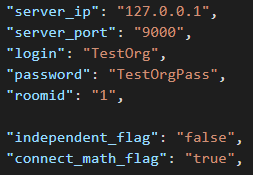 "server_ip": "127.0.0.1",
"server_port": "9000",
"login": "TestOrg",
"password": "TestOrgPass",
"roomid": "1",
"independent_flag": "false",
"connect_math_flag": "true",